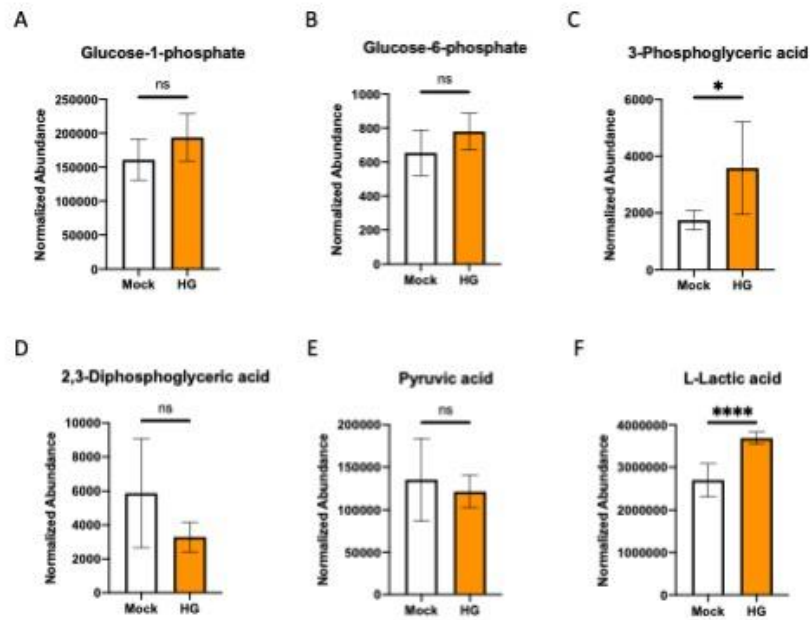 A
Glucose-1-phosphate
ns
Normalized Abundance
250000
200000
150000
100000
50000
0
Mock HG
B
Glucose-6-phosphate
ns
Normalized Abundance
1000
800
600
400
200
0
Mock HG
C
3-Phosphoglyceric acid
*
Normalized Abundance
6000
4000
2000
0
Mock HG
D
2,3-Diphosphoglyceric acid
ns
Normalized Abundance
10000
8000
6000
4000
2000
0
Mock HG
E
Pyruvic acid
ns
Normalized Abundance
200000
150000
100000
50000
0
Mock HG
F
L-Lactic acid
****
Normalized Abundance
4000000
3000000
2000000
1000000
0
Mock HG